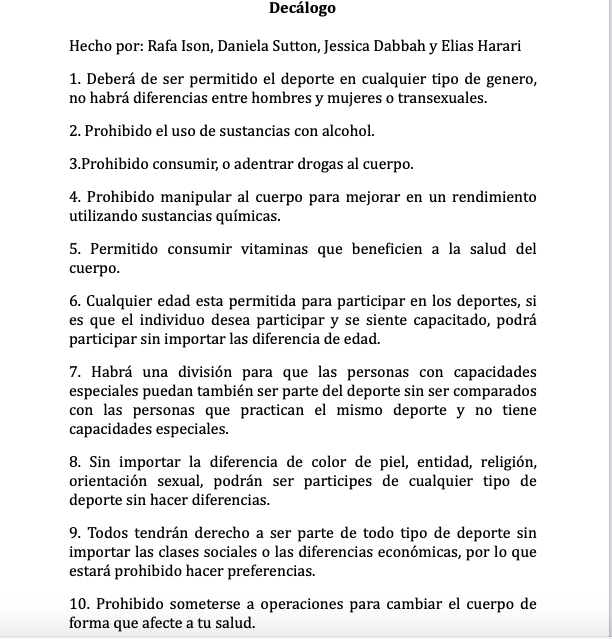 Decálogo
Hecho por: Rafa Ison, Daniela Sutton, Jessica Dabbah y Elias Harari
1. Deberá de ser permitido el deporte en cualquier tipo de genero,
no habrá diferencias entre hombres y mujeres o transexuales.
2. Prohibido el uso de sustancias con alcohol.
3.Prohibido consumir, o adentrar drogas al cuerpo.
4. Prohibido manipular al cuerpo para mejorar en un rendimiento
utilizando sustancias químicas.
5. Permitido consumir vitaminas que beneficien a la salud del
cuerpo.
6. Cualquier edad esta permitida para participar en los deportes, si
es que el individuo desea participar y se siente capacitado, podrá
participar sin importar las diferencia de edad.
7. Habrá una división para que las personas con capacidades
especiales puedan también ser parte del deporte sin ser comparados
con las personas que practican el mismo deporte y no tiene
capacidades especiales.
8. Sin importar la diferencia de color de piel, entidad, religión,
orientación sexual, podrán ser participes de cualquier tipo de
deporte sin hacer diferencias.
9. Todos tendrán derecho a ser parte de todo tipo de deporte sin
importar las clases sociales o las diferencias económicas, por lo que
estará prohibido hacer preferencias.
10. Prohibido someterse a operaciones para cambiar el cuerpo de
forma que afecte a tu salud.